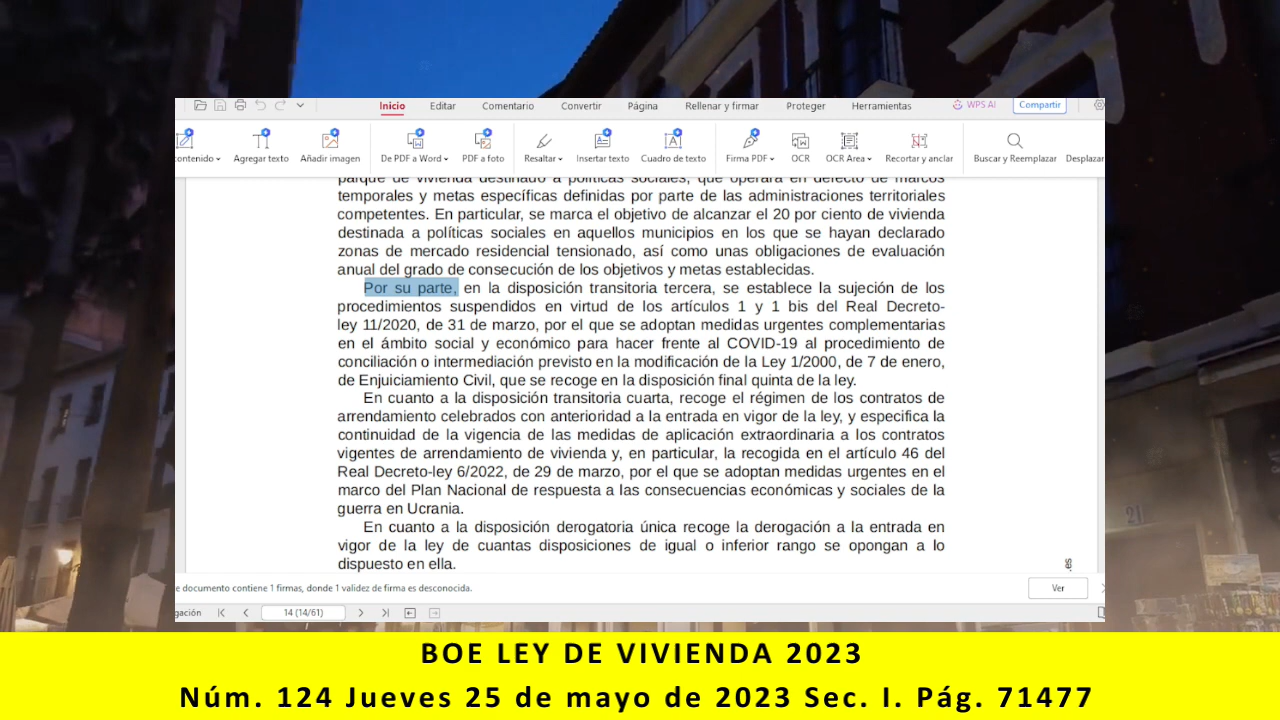 Inicio Editar Comentario Convertir Página Rellenar y firmar Proteger Herramientas WPS AI Compartir
contenido Agregar texto Añadir imagen De PDF a Word PDF a foto Resaltar Insertar texto Cuadro de texto Firma PDF OCR OCR Area Recortar y anclar Buscar y Reemplazar Desplazar
parque de vivienda destinado a políticas sociales, que operará en defecto de marcos
temporales y metas específicas definidas por parte de las administraciones territoriales
competentes. En particular, se marca el objetivo de alcanzar el 20 por ciento de vivienda
destinada a políticas sociales en aquellos municipios en los que se hayan declarado
zonas de mercado residencial tensionado, así como unas obligaciones de evaluación
anual del grado de consecución de los objetivos y metas establecidas.
Por su parte, en la disposición transitoria tercera, se establece la sujeción de los
procedimientos suspendidos en virtud de los artículos 1 y 1 bis del Real Decreto-
ley 11/2020, de 31 de marzo, por el que se adoptan medidas urgentes complementarias
en el ámbito social y económico para hacer frente al COVID-19 al procedimiento de
conciliación o intermediación previsto en la modificación de la Ley 1/2000, de 7 de enero,
de Enjuiciamiento Civil, que se recoge en la disposición final quinta de la ley.
En cuanto a la disposición transitoria cuarta, recoge el régimen de los contratos de
arrendamiento celebrados con anterioridad a la entrada en vigor de la ley, y especifica la
continuidad de la vigencia de las medidas de aplicación extraordinaria a los contratos
vigentes de arrendamiento de vivienda y, en particular, la recogida en el artículo 46 del
Real Decreto-ley 6/2022, de 29 de marzo, por el que se adoptan medidas urgentes en el
marco del Plan Nacional de respuesta a las consecuencias económicas y sociales de la
guerra en Ucrania.
En cuanto a la disposición derogatoria única recoge la derogación a la entrada en
vigor de la ley de cuantas disposiciones de igual o inferior rango se opongan a lo
dispuesto en ella.
.es
e documento contiene 1 firmas, donde 1 validez de firma es desconocida. Ver
gación 14 (14/61)
21
BOE LEY DE VIVIENDA 2023
Núm. 124 Jueves 25 de mayo de 2023 Sec. I. Pág. 71477